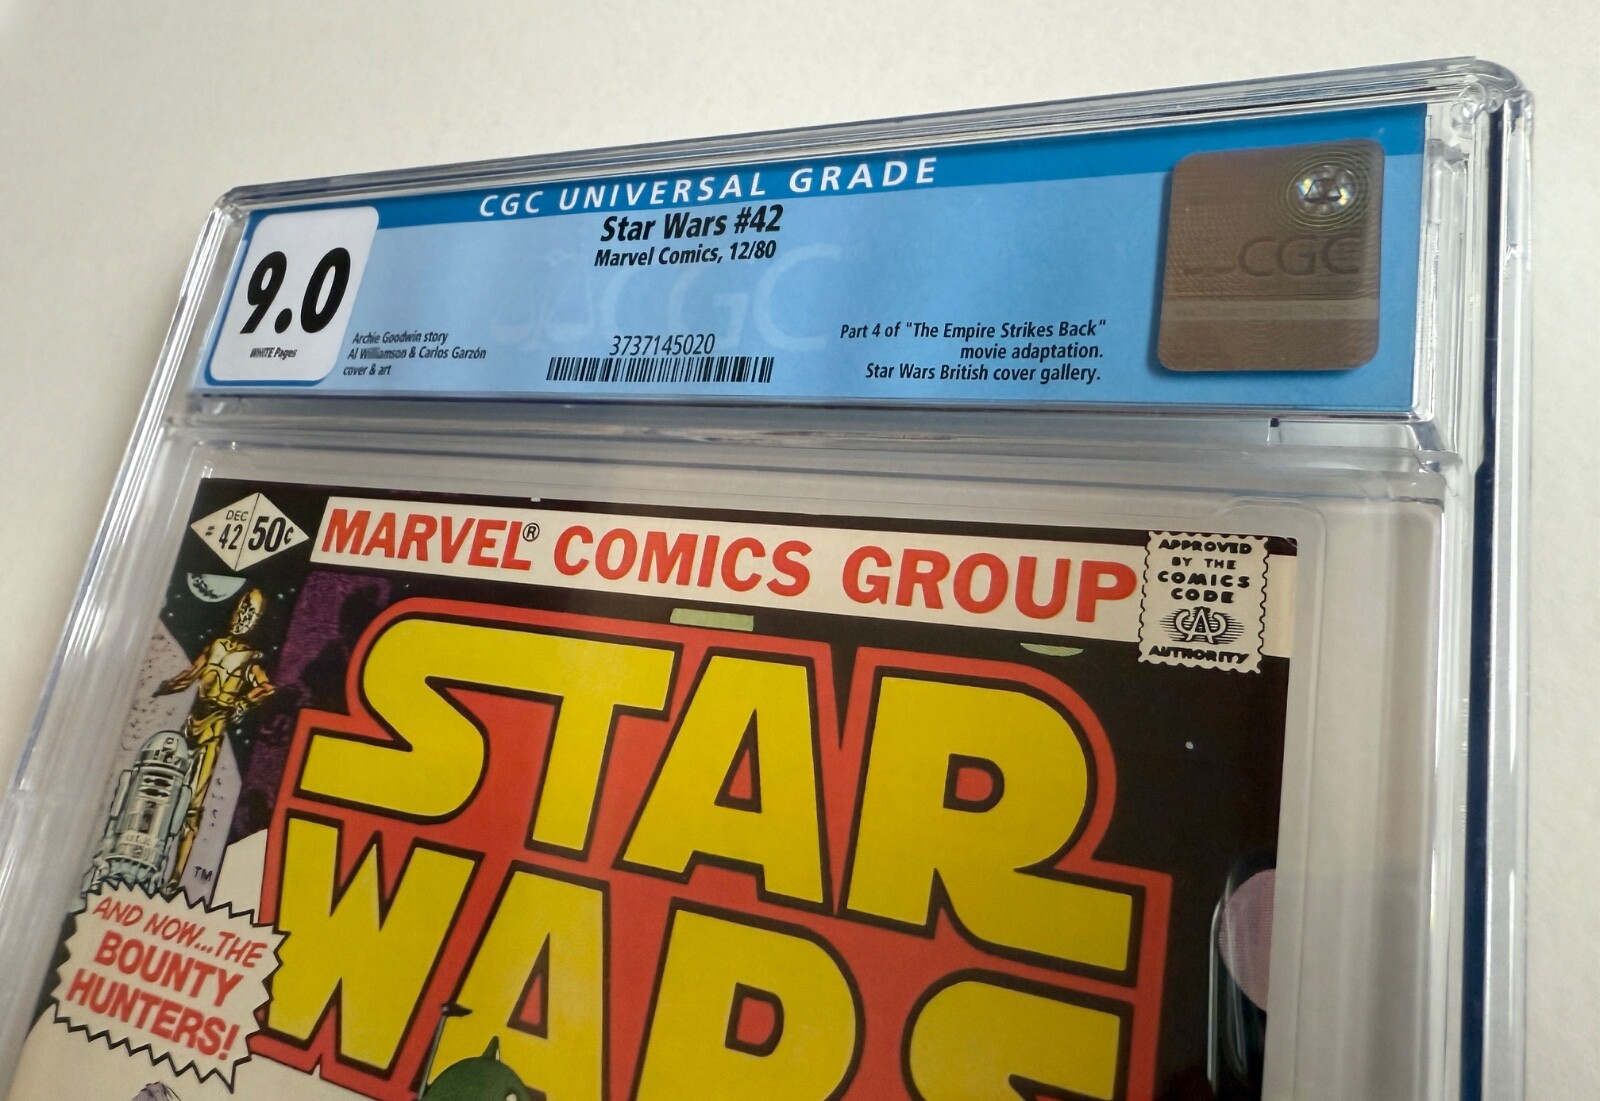 CGC UNIVERSAL GRADE
Star Wars #42
Marvel Comics, 12/80
9.0
WHITE Pages
Archie Goodwin story
Al Williamson & Carlos Garzón
cover & art
3737145020
Part 4 of "The Empire Strikes Back"
movie adaptation.
Star Wars British cover gallery.
CGC
CGC
DEC
#42
50¢
MARVEL® COMICS GROUP
APPROVED
BY THE
COMICS
CODE
CA
AUTHORITY
STAR
WARS
TM
AND NOW...THE
BOUNTY
HUNTERS!